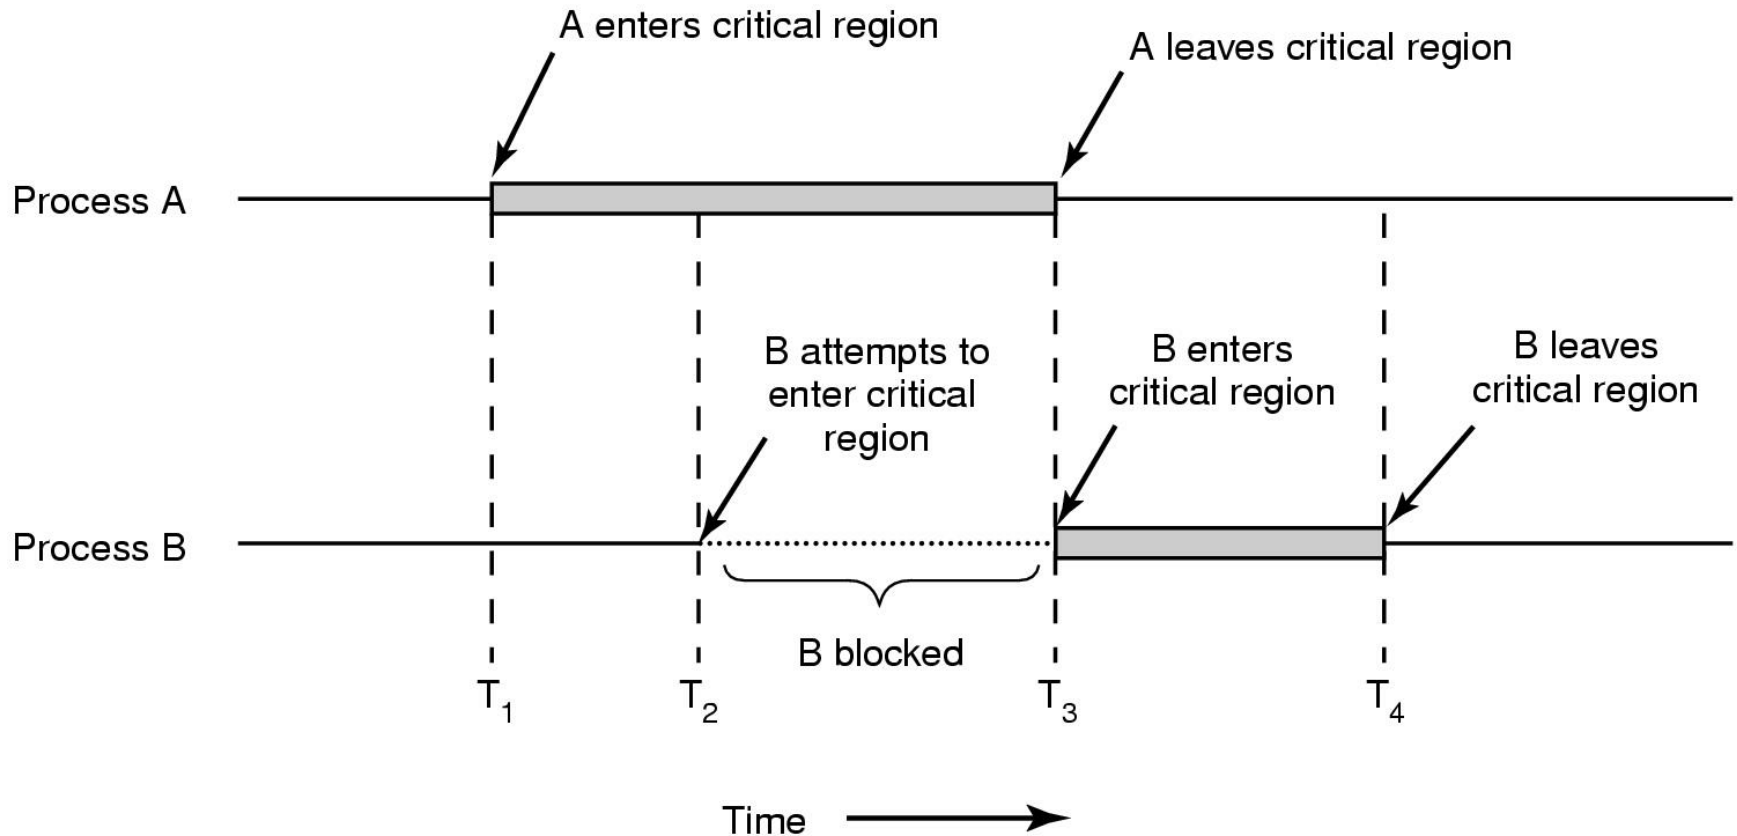 A enters critical region
A leaves critical region
Process A
B attempts to
enter critical
region
B enters
critical region
B leaves
critical region
Process B
B blocked
T1
T2
T3
T4
Time